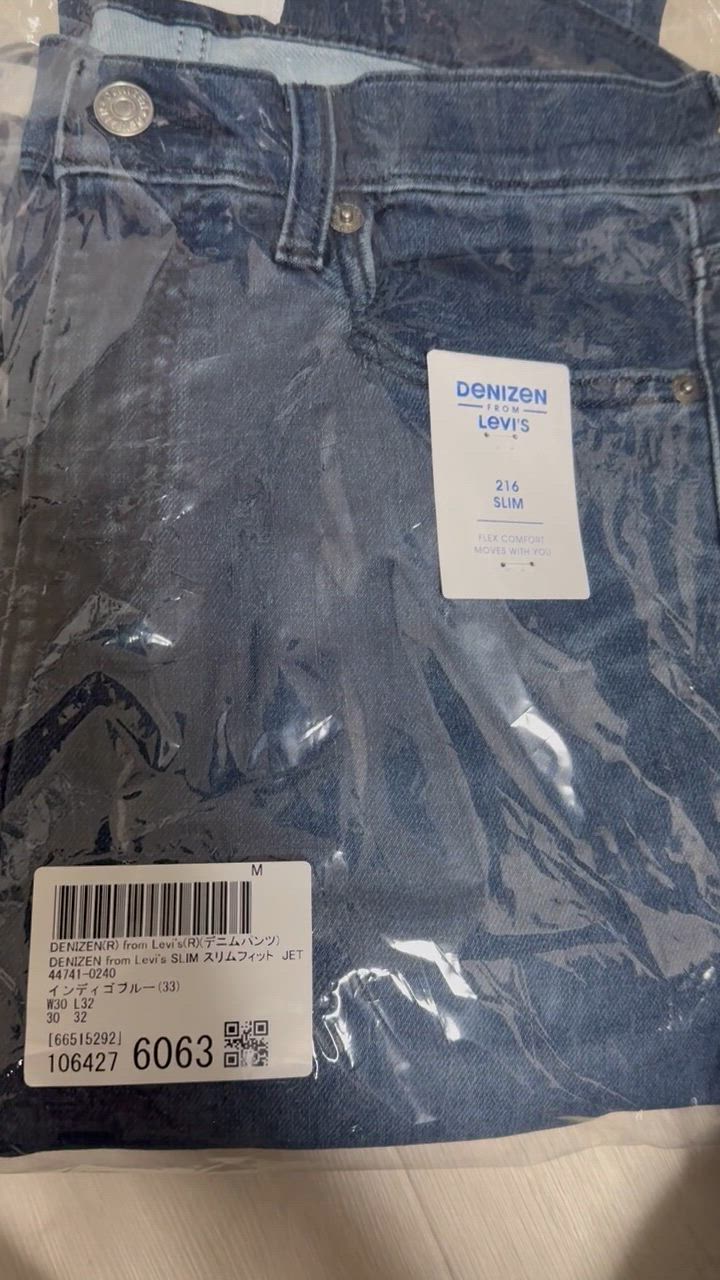 DENIZEN
FROM
LEVI'S
216
SLIM
FLEX COMFORT
MOVES WITH YOU
M
DENIZEN(R) from Levi's(R)(デニムパンツ)
DENIZEN from Levi's SLIM スリムフィット JET
44741-0240
インディゴブルー(33)
W30 L32
30 32
[66515292]
106427 6063